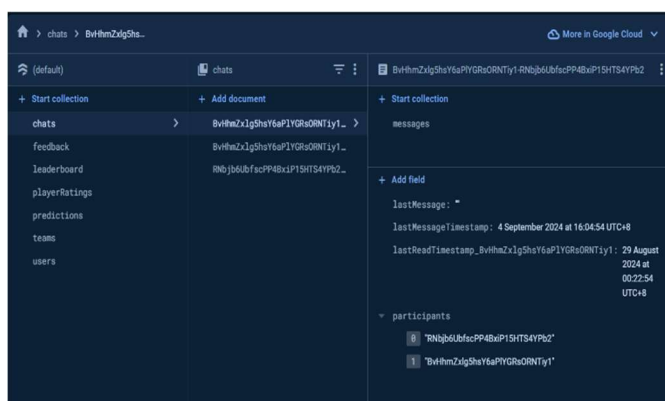 chats > BvHhmZxlg5hs… More in Google Cloud
(default)
+ Start collection
chats
feedback
leaderboard
playerRatings
predictions
teams
users
chats
+ Add document
BvHhmZxlg5hsY6aPlYGRsORNTiy1…
BvHhmZxlg5hsY6aPlYGRsORNTiy1…
RNbjb6UbfscPP4BxiP15HTS4YPb2…
BvHhmZxlg5hsY6aPlYGRsORNTiy1-RNbjb6UbfscPP4BxiP15HTS4YPb2
+ Start collection
messages
+ Add field
lastMessage: ""
lastMessageTimestamp: 4 September 2024 at 16:04:54 UTC+8
lastReadTimestamp_BvHhmZxlg5hsY6aPlYGRsORNTiy1: 29 August
2024 at
00:22:54
UTC+8
participants
0 "RNbjb6UbfscPP4BxiP15HTS4YPb2"
1 "BvHhmZxlg5hsY6aPlYGRsORNTiy1"